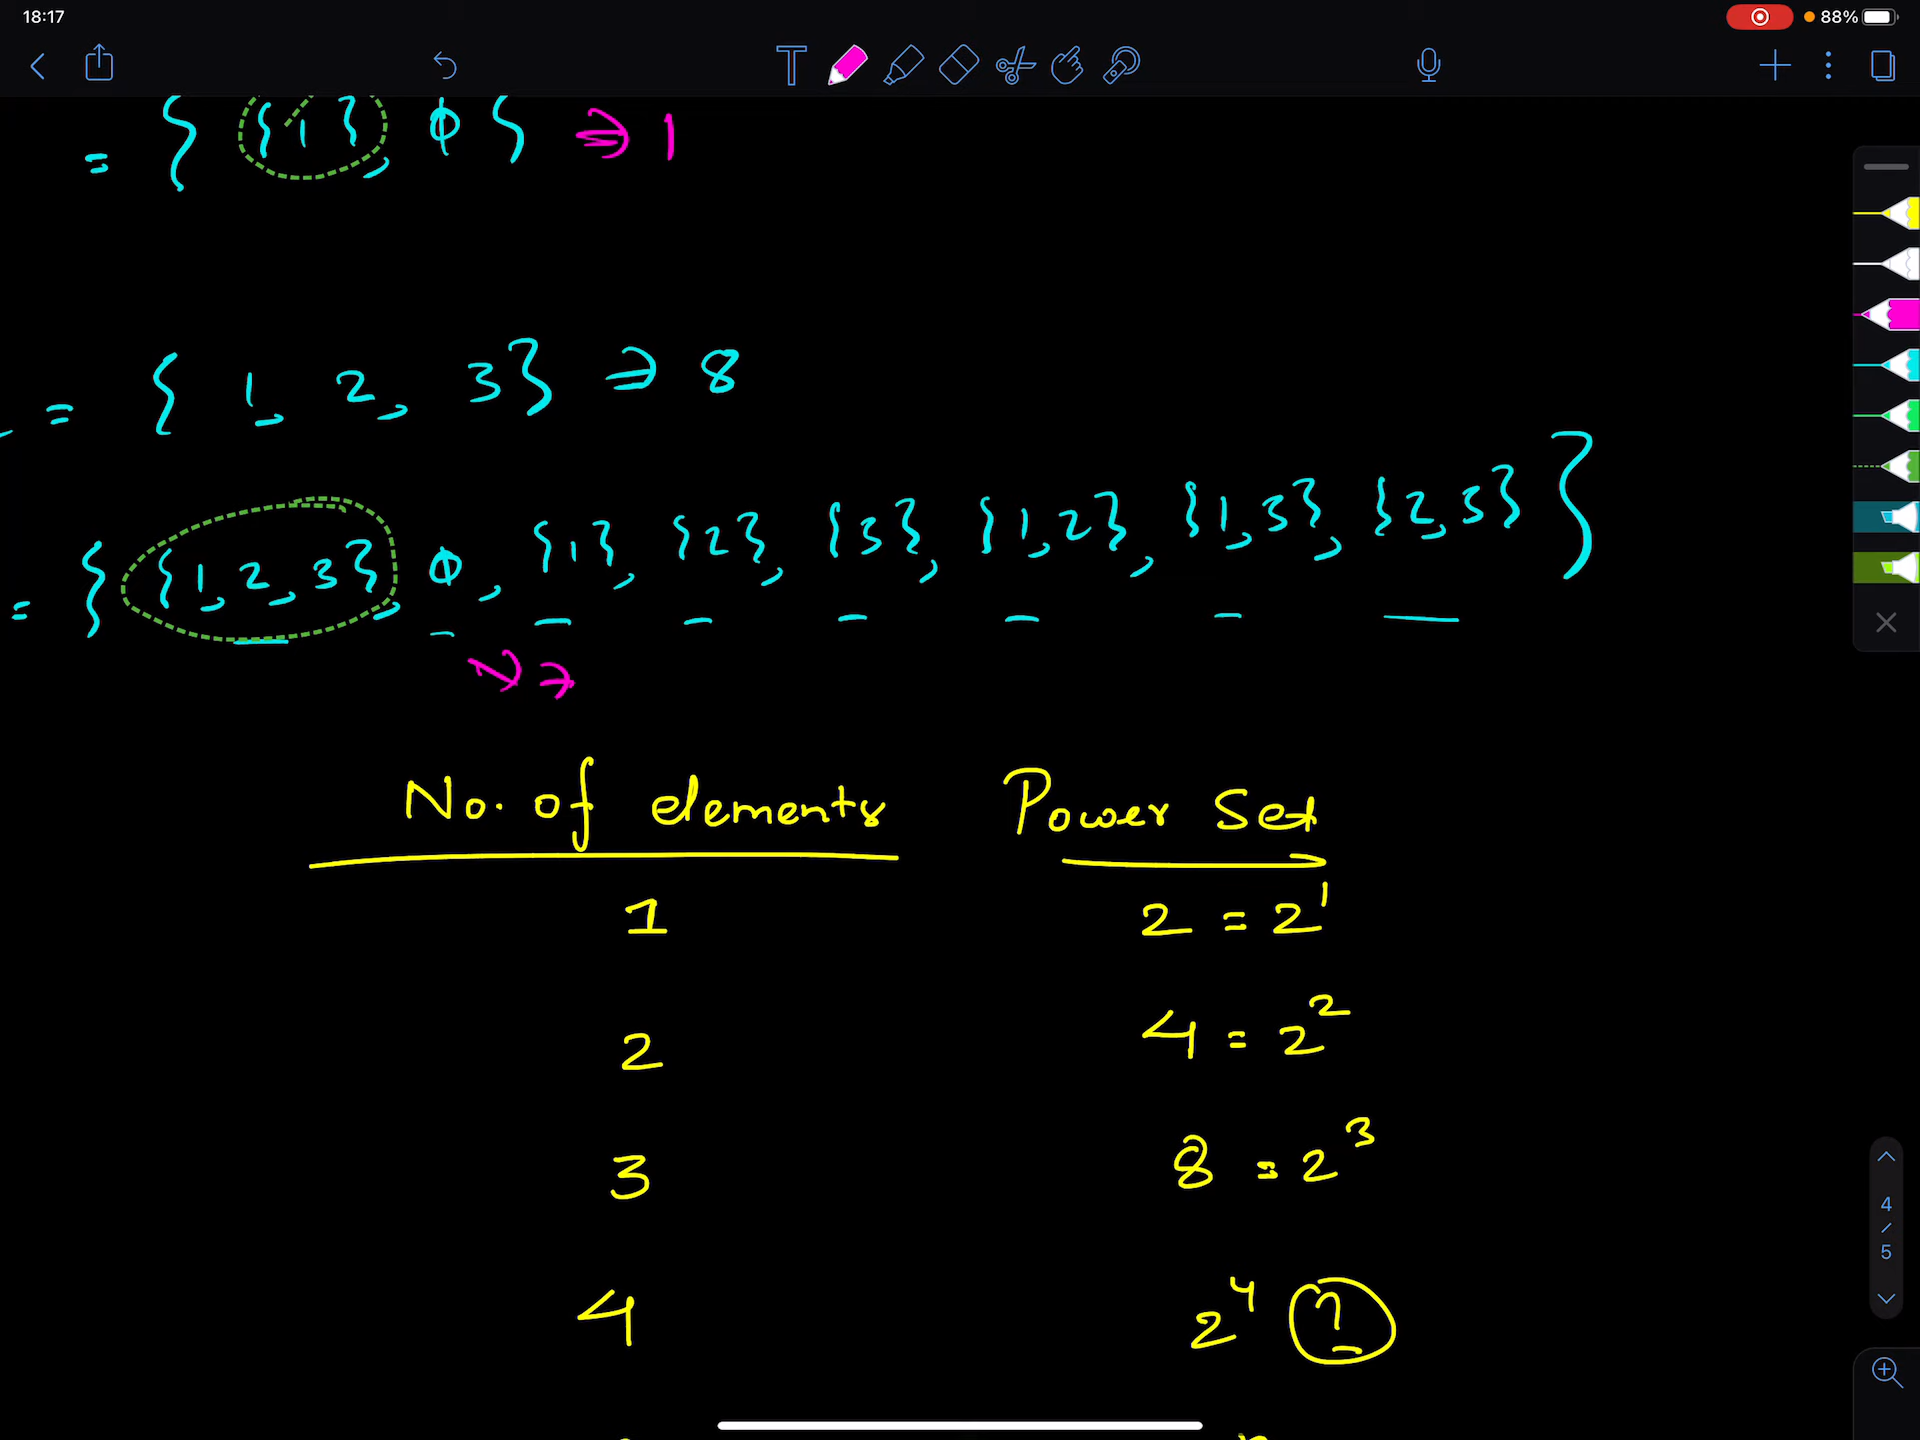 18:17
88%
= { {1}, ϕ } ⇒ 1
= { 1, 2, 3} ⇒ 8
= { {1, 2, 3}, ϕ, {1}, {2}, {3}, {1,2}, {1,3}, {2,3} }
⇒ 7
No. of elements Power Set
1 2 = 2¹
2 4 = 2²
3 8 = 2³
4 2⁴ ?
4 / 5